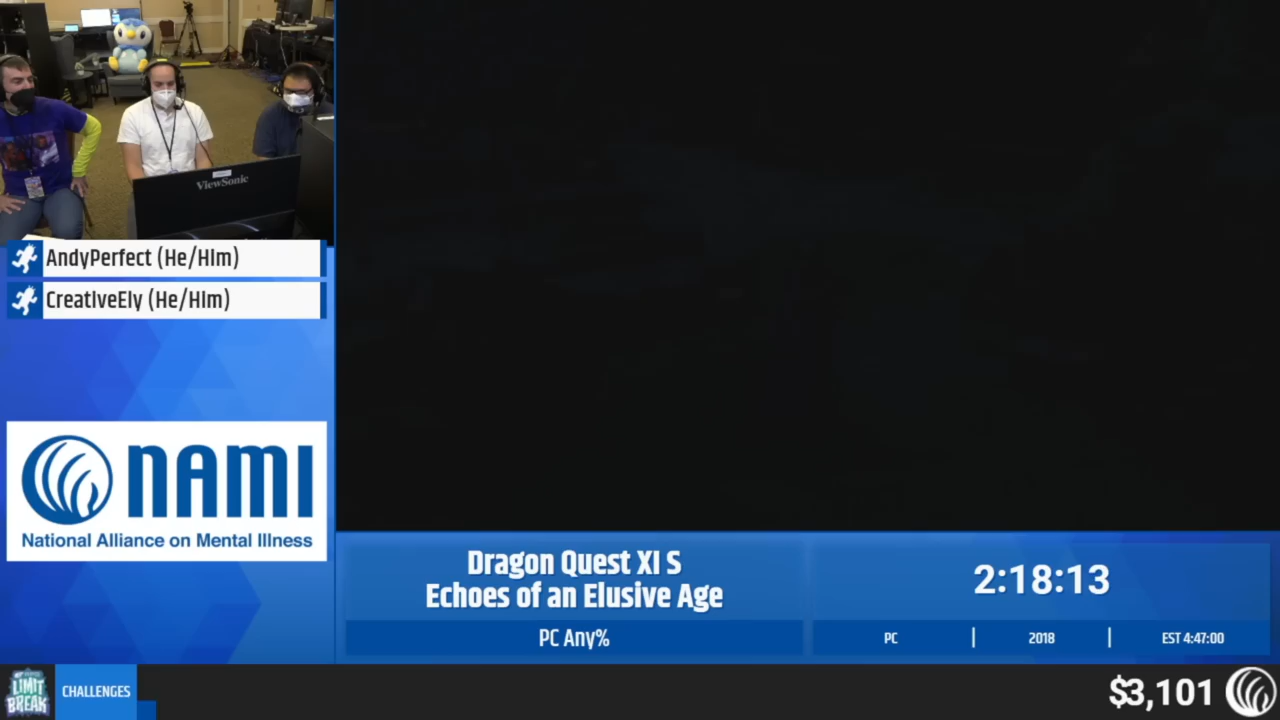 ViewSonic
AndyPerfect (He/Him)
CreatIveEly (He/Him)
NAMI
National Alliance on Mental Illness
Dragon Quest XI S
Echoes of an Elusive Age
PC Any%
2:18:13
PC | 2018 | EST 4:47:00
LIMIT
BREAK
CHALLENGES
$3,101